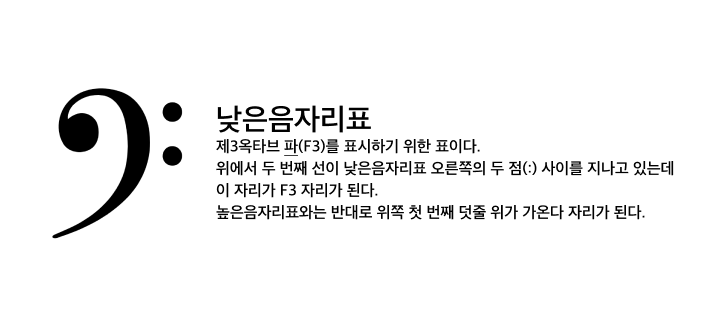 낮은음자리표
제3옥타브 파(F3)를 표시하기 위한 표이다.
위에서 두 번째 선이 낮은음자리표 오른쪽의 두 점(:) 사이를 지나고 있는데
이 자리가 F3 자리가 된다.
높은음자리표와는 반대로 위쪽 첫 번째 덧줄 위가 가온다 자리가 된다.